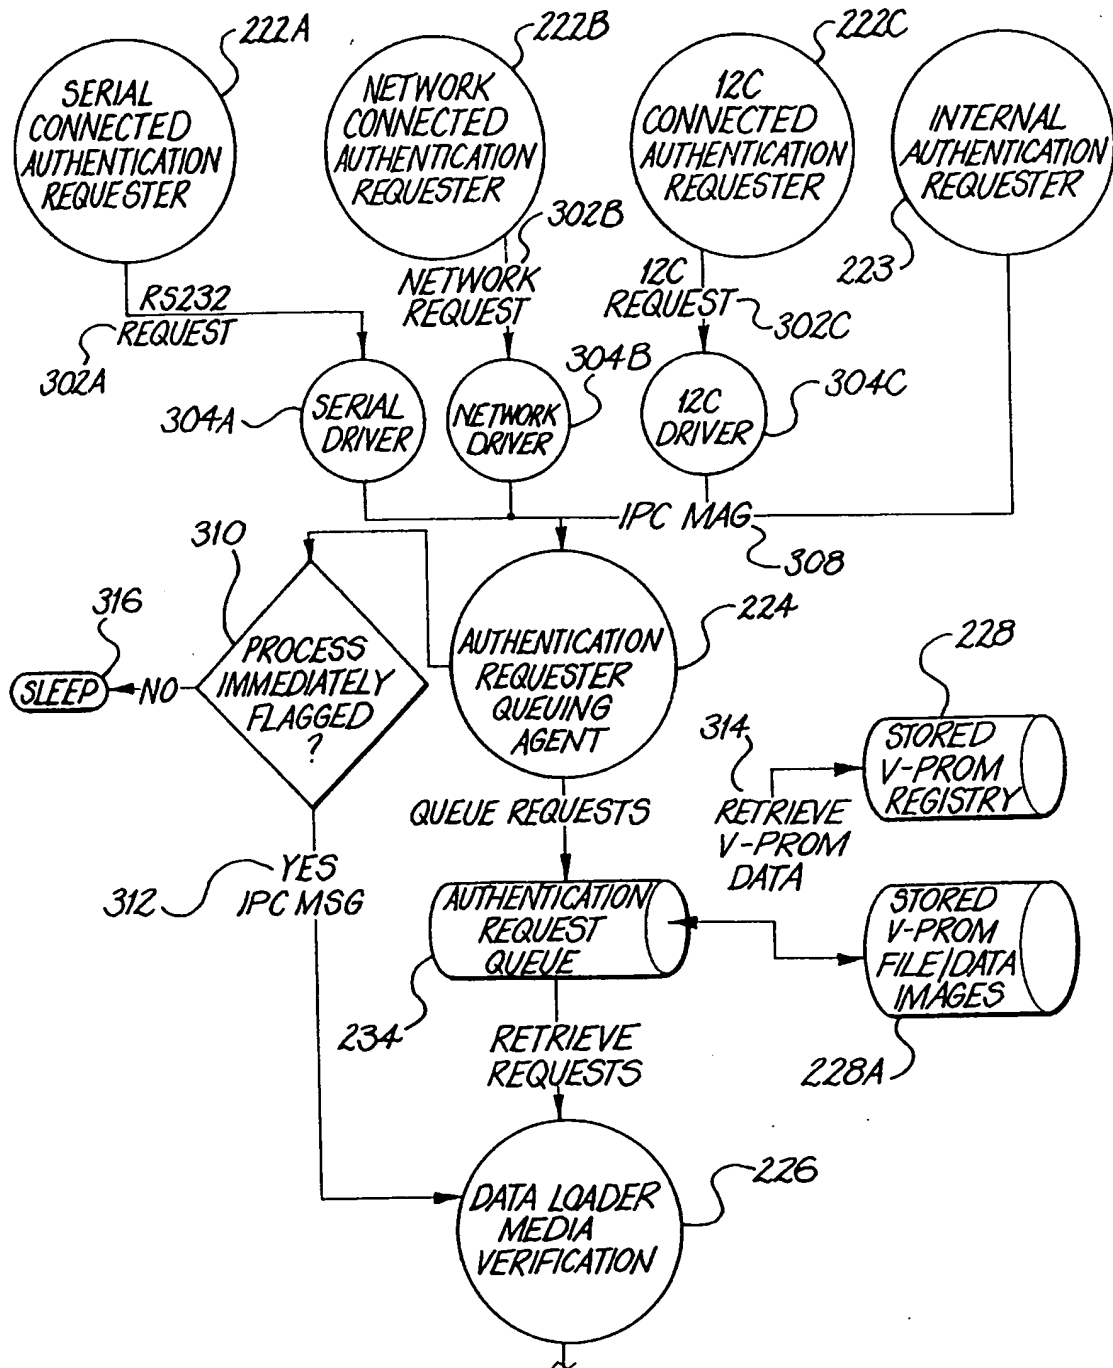 222A
222B
222C
SERIAL
CONNECTED
AUTHENTICATION
REQUESTER
NETWORK
CONNECTED
AUTHENTICATION
REQUESTER
12C
CONNECTED
AUTHENTICATION
REQUESTER
INTERNAL
AUTHENTICATION
REQUESTER
223
RS232
REQUEST
302A
NETWORK
REQUEST
302B
12C
REQUEST
302C
304A
SERIAL
DRIVER
NETWORK
DRIVER
304B
12C
DRIVER
304C
IPC MAG
308
310
316
SLEEP
NO
PROCESS
IMMEDIATELY
FLAGGED
?
AUTHENTICATION
REQUESTER
QUEUING
AGENT
224
228
STORED
V-PROM
REGISTRY
314
RETRIEVE
V-PROM
DATA
QUEUE REQUESTS
YES
IPC MSG
312
AUTHENTICATION
REQUEST
QUEUE
234
STORED
V-PROM
FILE/DATA
IMAGES
228A
RETRIEVE
REQUESTS
DATA LOADER
MEDIA
VERIFICATION
226